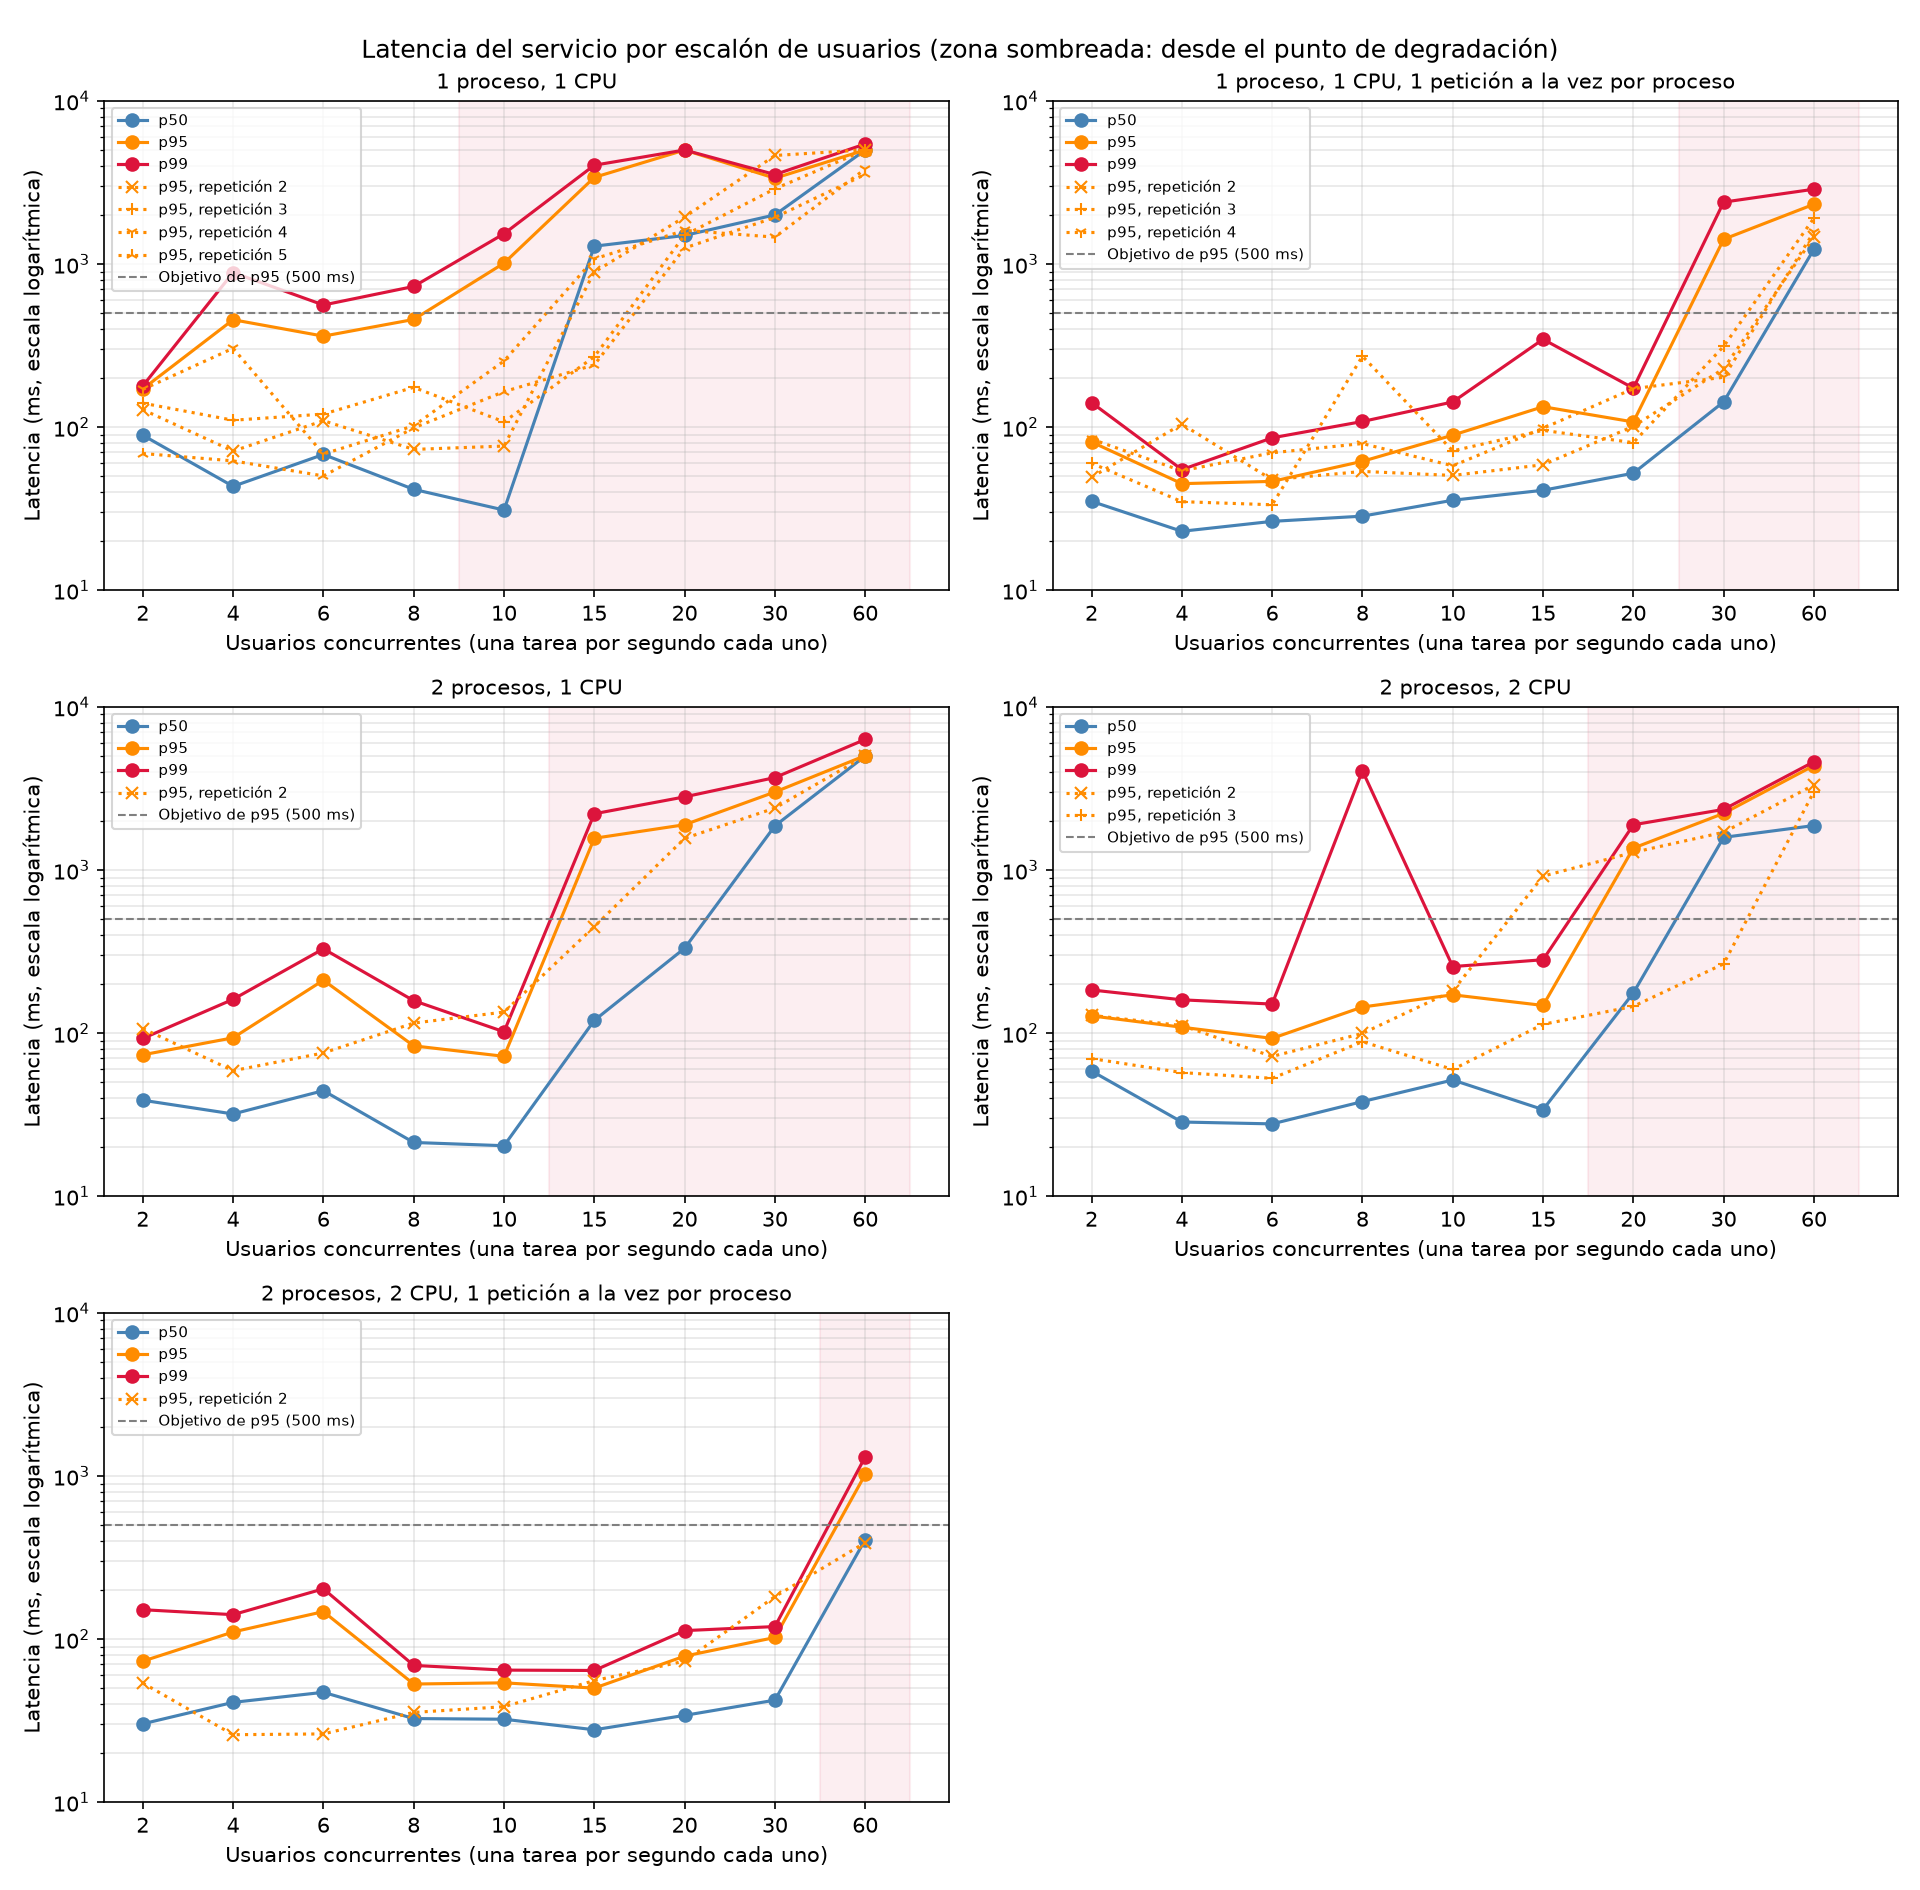 Latencia del servicio por escalón de usuarios (zona sombreada: desde el punto de degradación)
1 proceso, 1 CPU
Latencia (ms, escala logarítmica)
10^4
10^3
10^2
10^1
p50
p95
p99
p95, repetición 2
p95, repetición 3
p95, repetición 4
p95, repetición 5
Objetivo de p95 (500 ms)
2 4 6 8 10 15 20 30 60
Usuarios concurrentes (una tarea por segundo cada uno)
1 proceso, 1 CPU, 1 petición a la vez por proceso
Latencia (ms, escala logarítmica)
10^4
10^3
10^2
10^1
p50
p95
p99
p95, repetición 2
p95, repetición 3
p95, repetición 4
Objetivo de p95 (500 ms)
2 4 6 8 10 15 20 30 60
Usuarios concurrentes (una tarea por segundo cada uno)
2 procesos, 1 CPU
Latencia (ms, escala logarítmica)
10^4
10^3
10^2
10^1
p50
p95
p99
p95, repetición 2
Objetivo de p95 (500 ms)
2 4 6 8 10 15 20 30 60
Usuarios concurrentes (una tarea por segundo cada uno)
2 procesos, 2 CPU
Latencia (ms, escala logarítmica)
10^4
10^3
10^2
10^1
p50
p95
p99
p95, repetición 2
p95, repetición 3
Objetivo de p95 (500 ms)
2 4 6 8 10 15 20 30 60
Usuarios concurrentes (una tarea por segundo cada uno)
2 procesos, 2 CPU, 1 petición a la vez por proceso
Latencia (ms, escala logarítmica)
10^4
10^3
10^2
10^1
p50
p95
p99
p95, repetición 2
Objetivo de p95 (500 ms)
2 4 6 8 10 15 20 30 60
Usuarios concurrentes (una tarea por segundo cada uno)